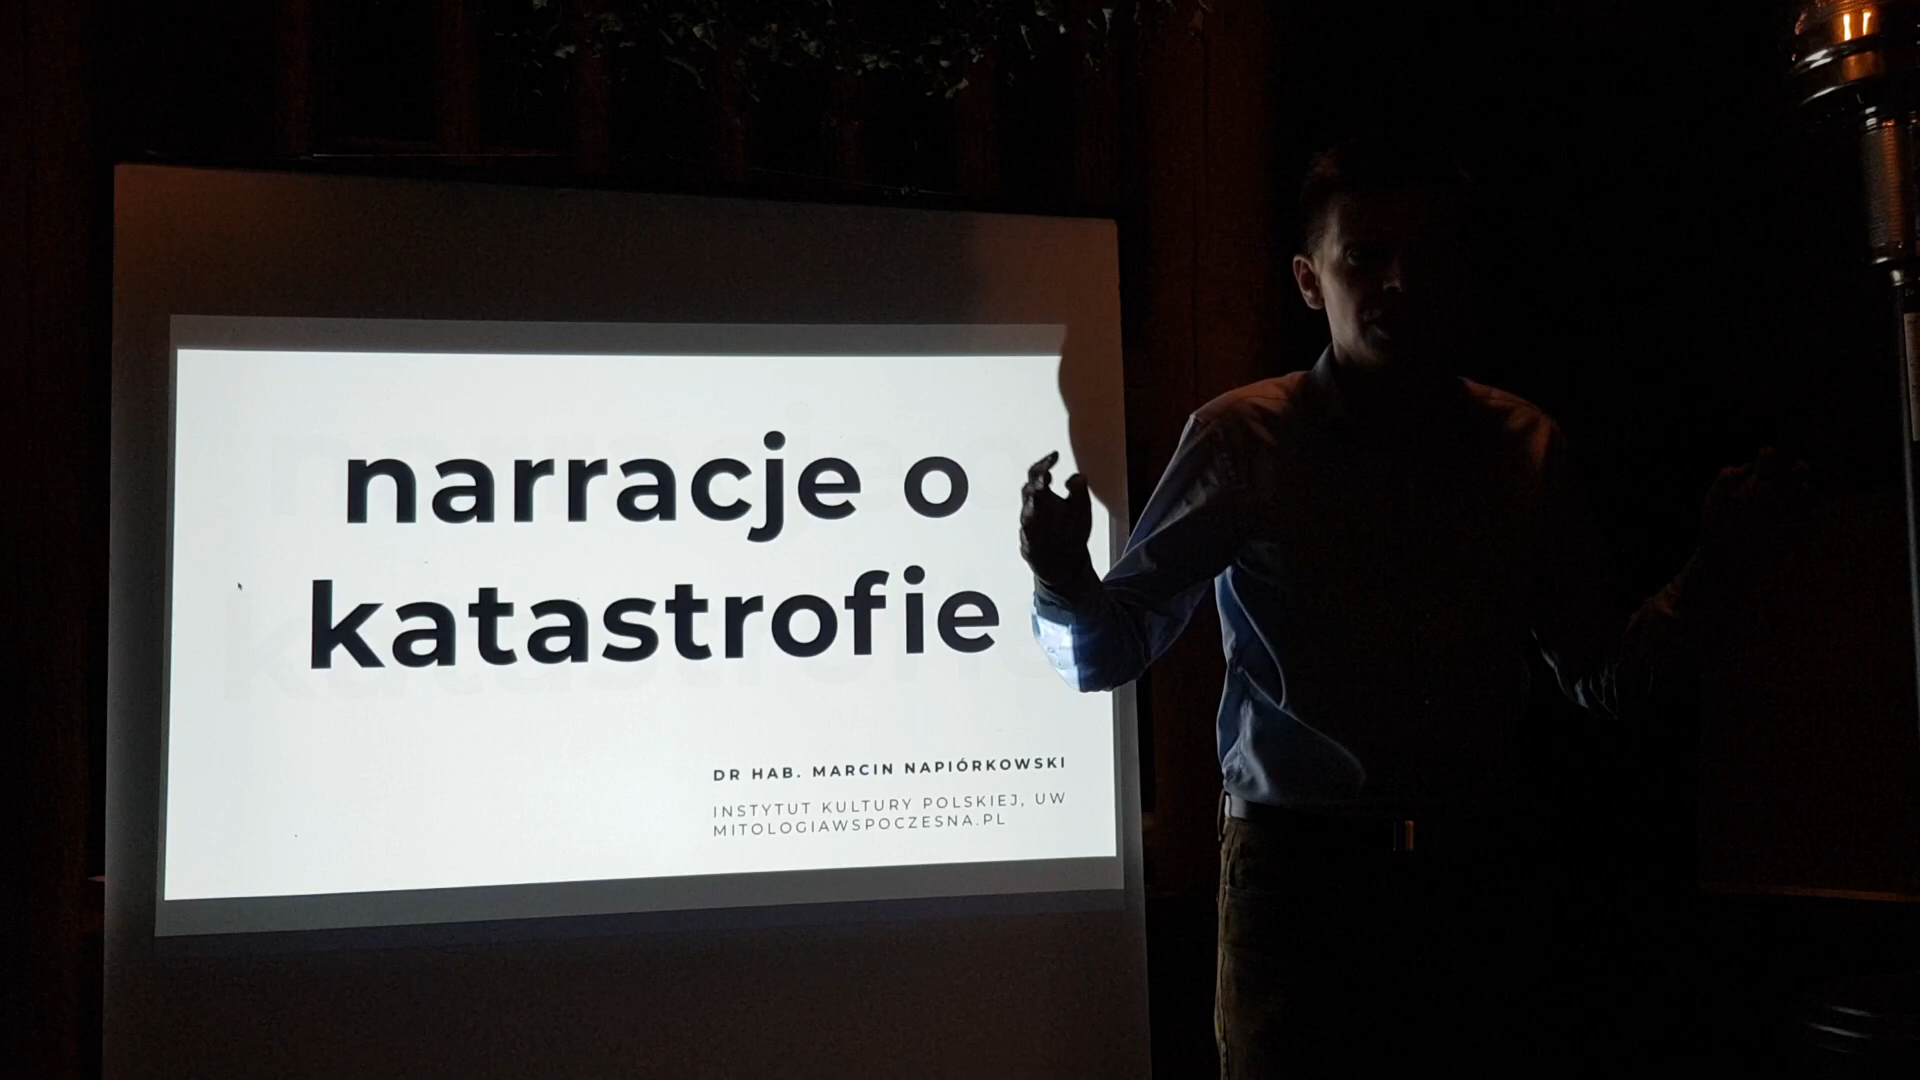 narracje o
katastrofie
DR HAB. MARCIN NAPIÓRKOWSKI
INSTYTUT KULTURY POLSKIEJ, UW
MITOLOGIAWSPOCZESNA.PL